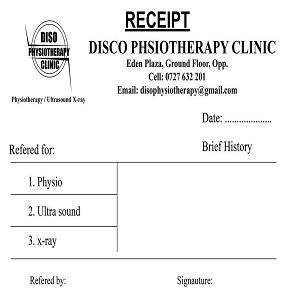 RECEIPT
DISO
PHYSIOTHERAPY
CLINIC
DISCO PHSIOTHERAPY CLINIC
Eden Plaza, Ground Floor, Opp.
Cell: 0727 632 201
Email: disophysiotherapy@gmail.com
Physiotherapy / Ultrasound X-ray
Date: .....................
Refered for:
Brief History
1. Physio
2. Ultra sound
3. x-ray
Refered by:
Signauture: